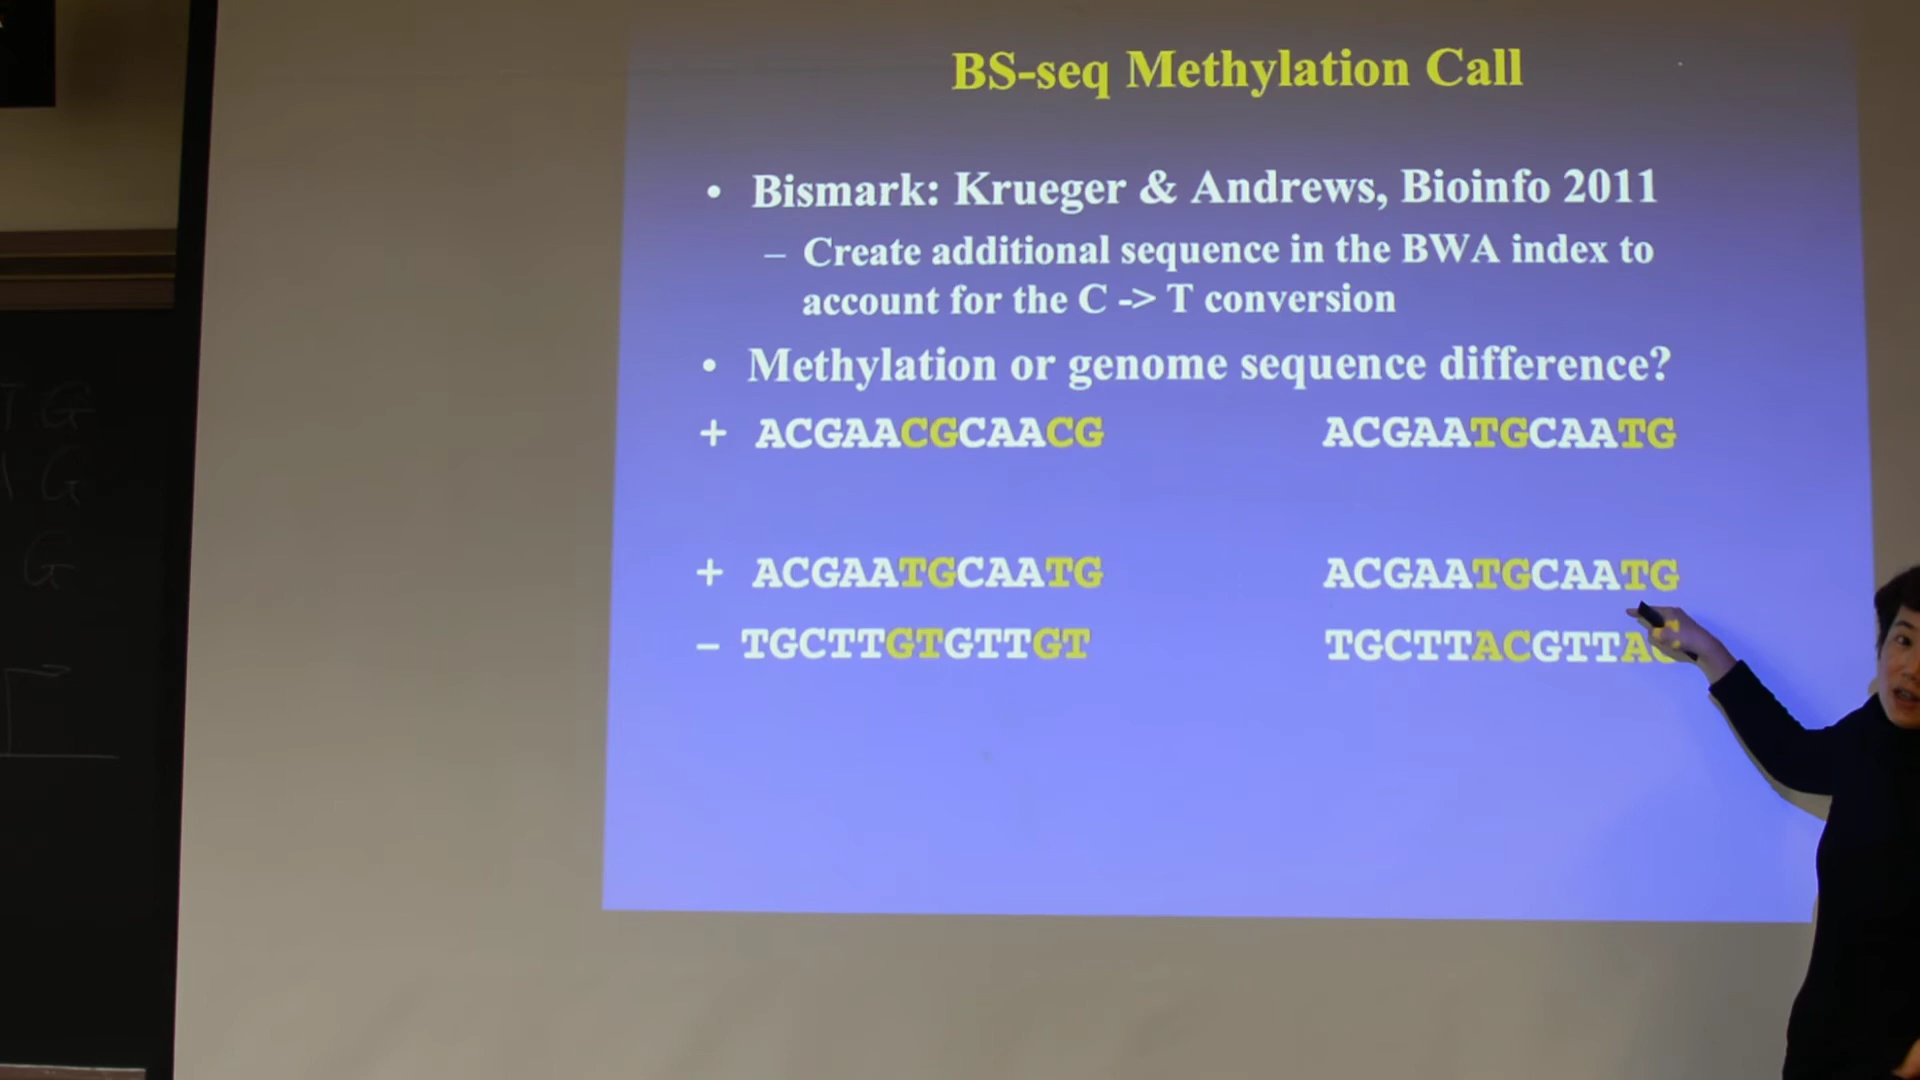 BS-seq Methylation Call
• Bismark: Krueger & Andrews, Bioinfo 2011
– Create additional sequence in the BWA index to
account for the C -> T conversion
• Methylation or genome sequence difference?
+ ACGAACGCAACG ACGAATGCAATG
+ ACGAATGCAATG ACGAATGCAATG
– TGCTTGTGTTGT TGCTTACGTTAC
G
G
G